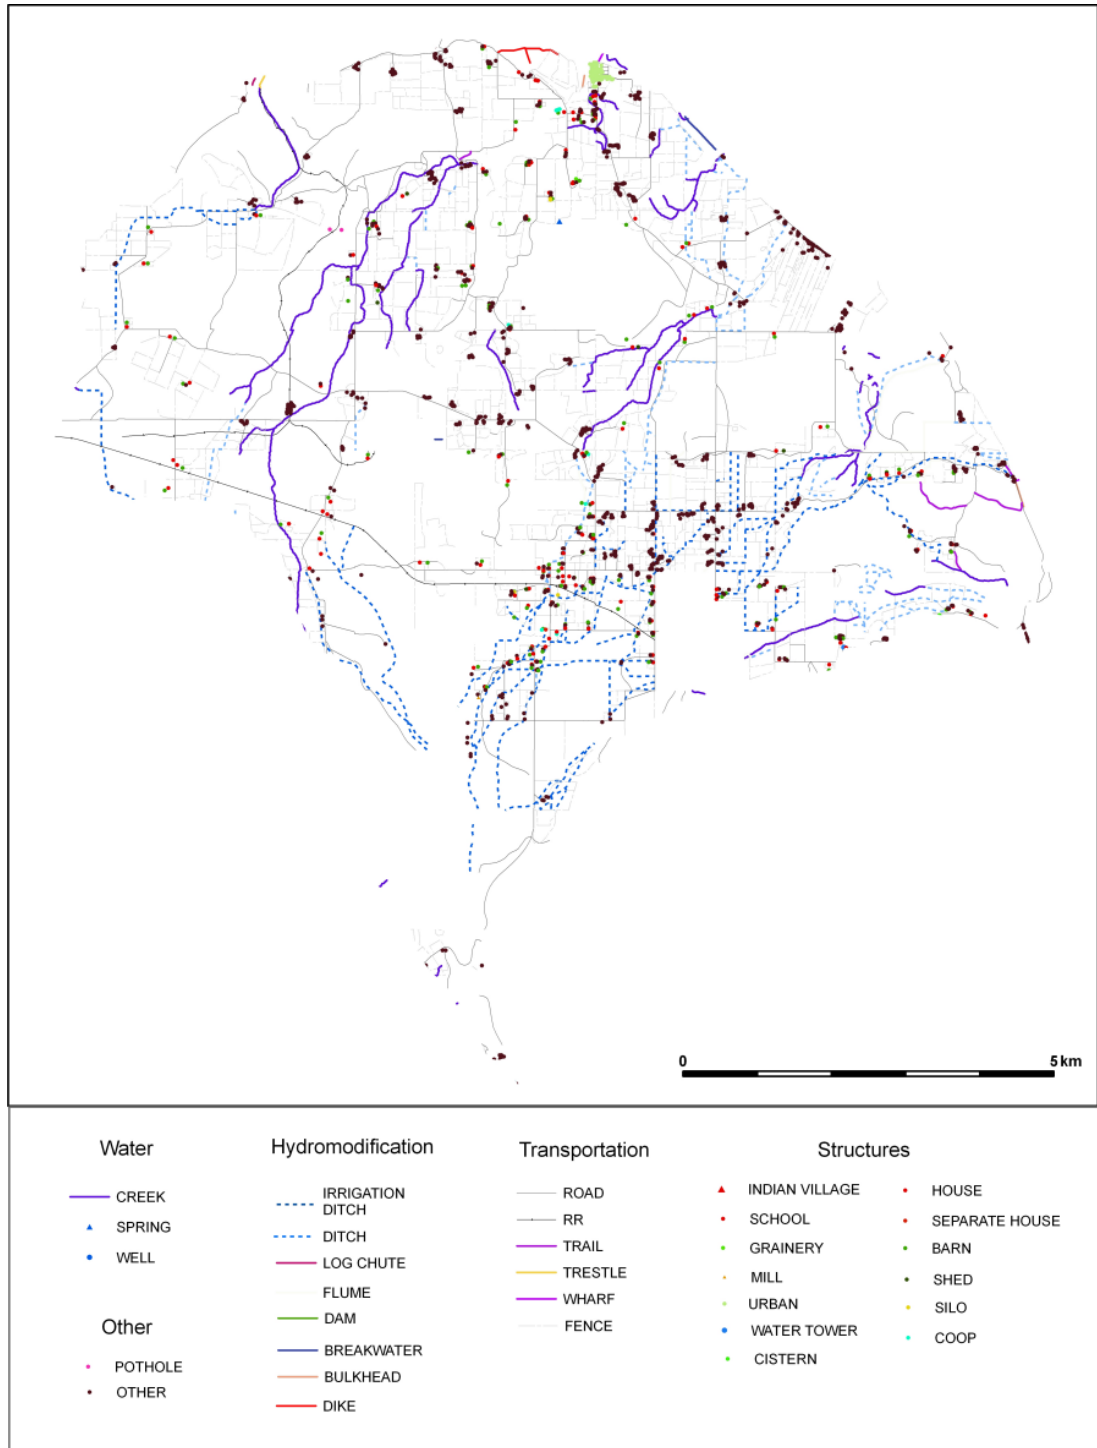 0
5 km
Water
CREEK
SPRING
WELL
Other
POTHOLE
OTHER
Hydromodification
IRRIGATION
DITCH
DITCH
LOG CHUTE
FLUME
DAM
BREAKWATER
BULKHEAD
DIKE
Transportation
ROAD
RR
TRAIL
TRESTLE
WHARF
FENCE
Structures
INDIAN VILLAGE
SCHOOL
GRAINERY
MILL
URBAN
WATER TOWER
CISTERN
HOUSE
SEPARATE HOUSE
BARN
SHED
SILO
COOP